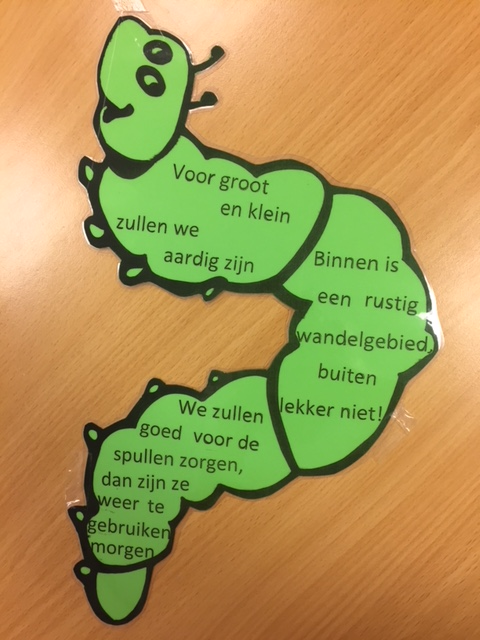 Voor groot
en klein
zullen we
aardig zijn
Binnen is
een rustig
wandelgebied,
buiten
lekker niet!
We zullen
goed voor de
spullen zorgen,
dan zijn ze
weer te
gebruiken
morgen